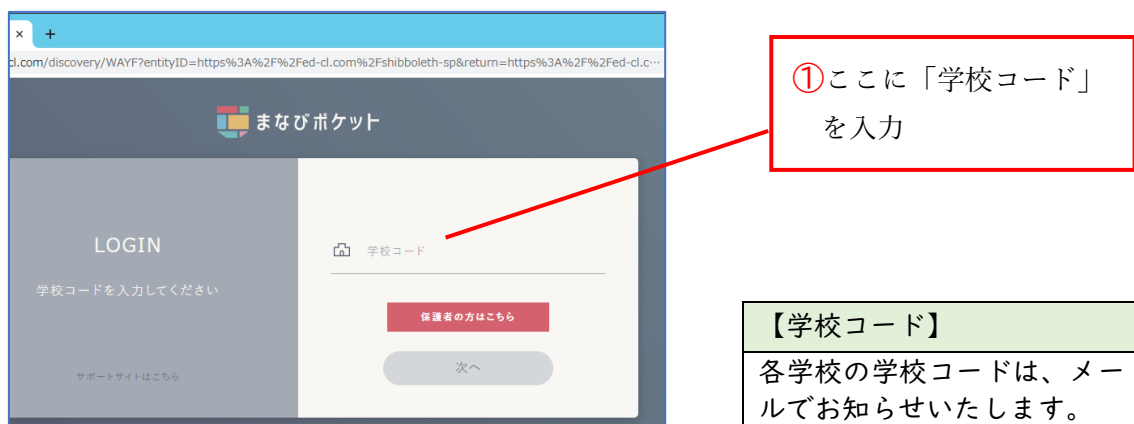 × +
cl.com/discovery/WAYF?entityID=https%3A%2F%2Fed-cl.com%2Fshibboleth-sp&return=https%3A%2F%2Fed-cl.c…
まなびポケット
①ここに「学校コード」
を入力
LOGIN
学校コードを入力してください
サポートサイトはこちら
学校コード
保護者の方はこちら
次へ
【学校コード】
各学校の学校コードは、メー
ルでお知らせいたします。